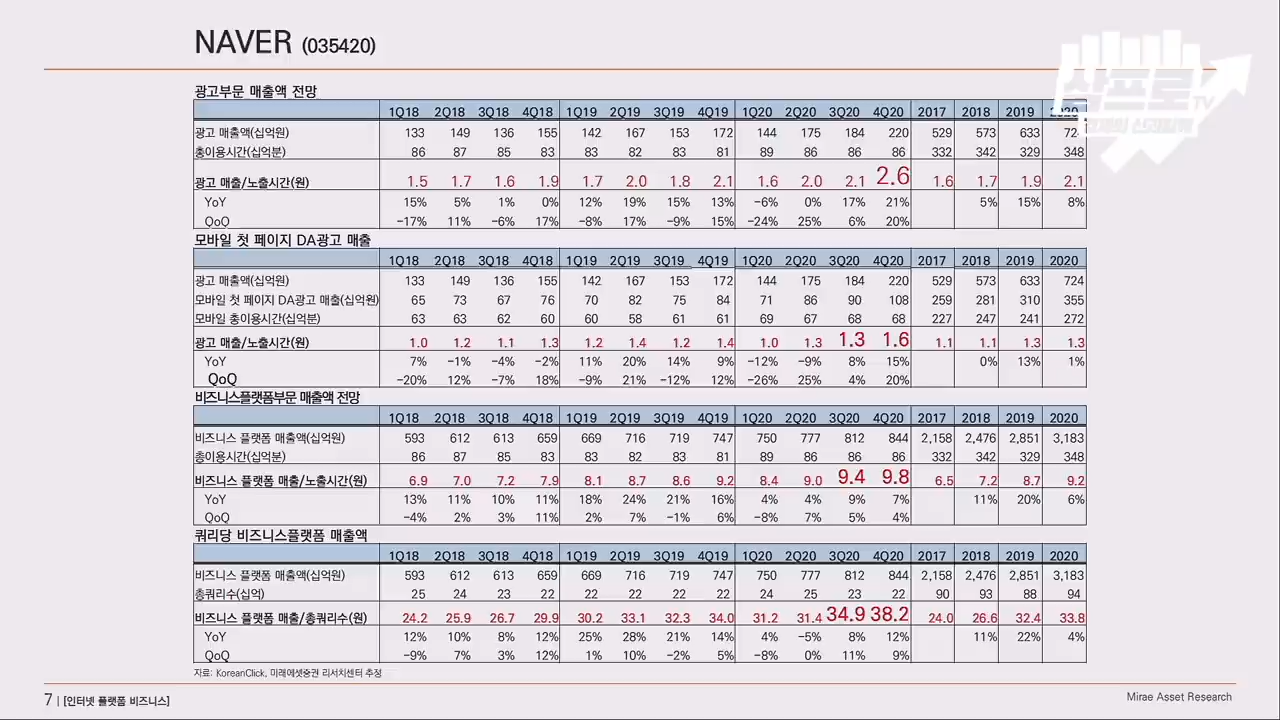 NAVER (035420)
삼프로TV
광고부문 매출액 전망
1Q18 2Q18 3Q18 4Q18 1Q19 2Q19 3Q19 4Q19 1Q20 2Q20 3Q20 4Q20 2017 2018 2019 2020
광고 매출액(십억원) 133 149 136 155 142 167 153 172 144 175 184 220 529 573 633 724
총이용시간(십억분) 86 87 85 83 83 82 83 81 89 86 86 86 332 342 329 348
광고 매출/노출시간(원) 1.5 1.7 1.6 1.9 1.7 2.0 1.8 2.1 1.6 2.0 2.1 2.6 1.6 1.7 1.9 2.1
YoY 15% 5% 1% 0% 12% 19% 15% 13% -6% 0% 17% 21% 5% 15% 8%
QoQ -17% 11% -6% 17% -8% 17% -9% 15% -24% 25% 6% 20%
모바일 첫 페이지 DA광고 매출
1Q18 2Q18 3Q18 4Q18 1Q19 2Q19 3Q19 4Q19 1Q20 2Q20 3Q20 4Q20 2017 2018 2019 2020
광고 매출액(십억원) 133 149 136 155 142 167 153 172 144 175 184 220 529 573 633 724
모바일 첫 페이지 DA광고 매출(십억원) 65 73 67 76 70 82 75 84 71 86 90 108 259 281 310 355
모바일 총이용시간(십억분) 63 63 62 60 60 58 61 61 69 67 68 68 227 247 241 272
광고 매출/노출시간(원) 1.0 1.2 1.1 1.3 1.2 1.4 1.2 1.4 1.0 1.3 1.3 1.6 1.1 1.1 1.3 1.3
YoY 7% -1% -4% -2% 11% 20% 14% 9% -12% -9% 8% 15% 0% 13% 1%
QoQ -20% 12% -7% 18% -9% 21% -12% 12% -26% 25% 4% 20%
비즈니스플랫폼부문 매출액 전망
1Q18 2Q18 3Q18 4Q18 1Q19 2Q19 3Q19 4Q19 1Q20 2Q20 3Q20 4Q20 2017 2018 2019 2020
비즈니스 플랫폼 매출액(십억원) 593 612 613 659 669 716 719 747 750 777 812 844 2,158 2,476 2,851 3,183
총이용시간(십억분) 86 87 85 83 83 82 83 81 89 86 86 86 332 342 329 348
비즈니스 플랫폼 매출/노출시간(원) 6.9 7.0 7.2 7.9 8.1 8.7 8.6 9.2 8.4 9.0 9.4 9.8 6.5 7.2 8.7 9.2
YoY 13% 11% 10% 11% 18% 24% 21% 16% 4% 4% 9% 7% 11% 20% 6%
QoQ -4% 2% 3% 11% 2% 7% -1% 6% -8% 7% 5% 4%
쿼리당 비즈니스플랫폼 매출액
1Q18 2Q18 3Q18 4Q18 1Q19 2Q19 3Q19 4Q19 1Q20 2Q20 3Q20 4Q20 2017 2018 2019 2020
비즈니스 플랫폼 매출액(십억원) 593 612 613 659 669 716 719 747 750 777 812 844 2,158 2,476 2,851 3,183
총쿼리수(십억) 25 24 23 22 22 22 22 22 24 25 23 22 90 93 88 94
비즈니스 플랫폼 매출/총쿼리수(원) 24.2 25.9 26.7 29.9 30.2 33.1 32.3 34.0 31.2 31.4 34.9 38.2 24.0 26.6 32.4 33.8
YoY 12% 10% 8% 12% 25% 28% 21% 14% 4% -5% 8% 12% 11% 22% 4%
QoQ -9% 7% 3% 12% 1% 10% -2% 5% -8% 0% 11% 9%
자료: KoreanClick, 미래에셋증권 리서치센터 추정
7 | [인터넷 플랫폼 비즈니스]
Mirae Asset Research